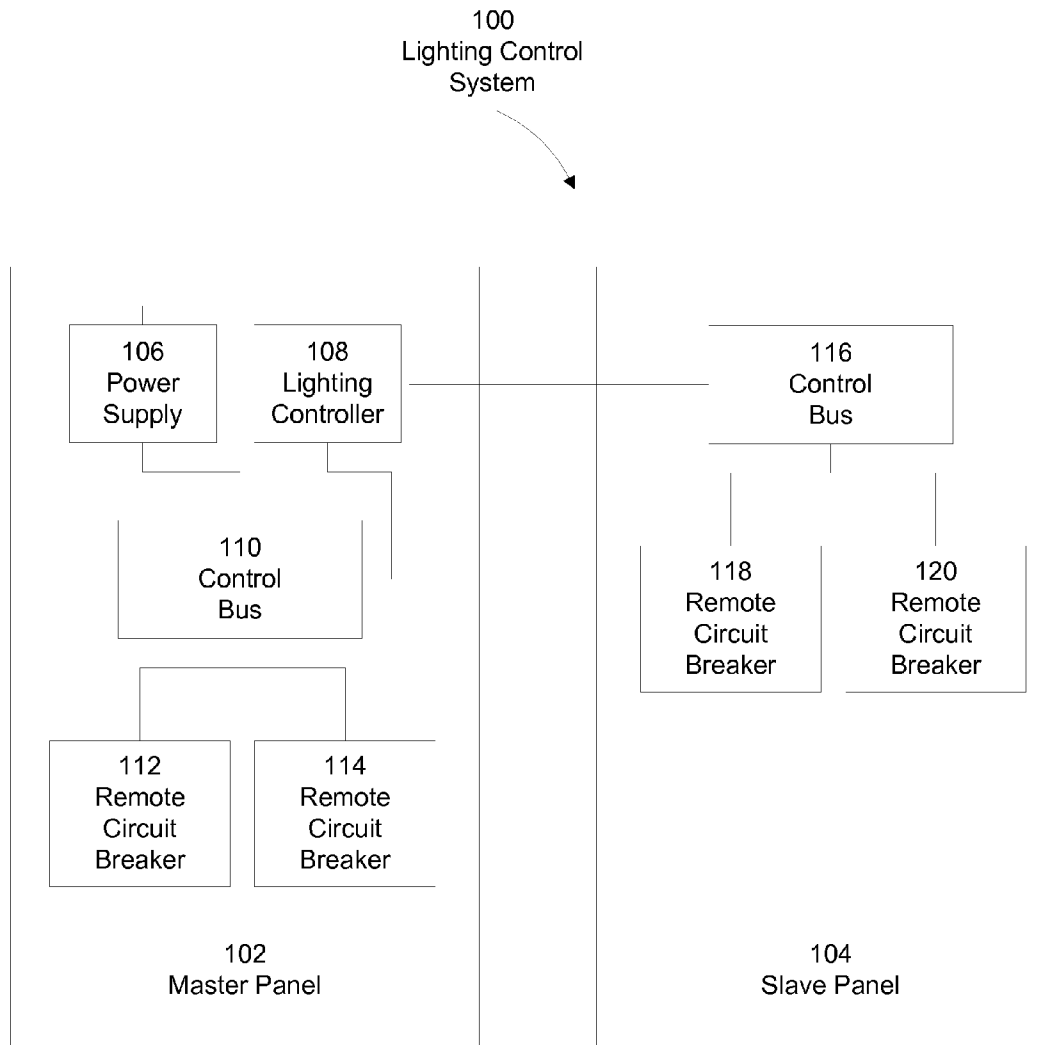 100
Lighting Control
System
106
Power
Supply
108
Lighting
Controller
116
Control
Bus
110
Control
Bus
118
Remote
Circuit
Breaker
120
Remote
Circuit
Breaker
112
Remote
Circuit
Breaker
114
Remote
Circuit
Breaker
102
Master Panel
104
Slave Panel